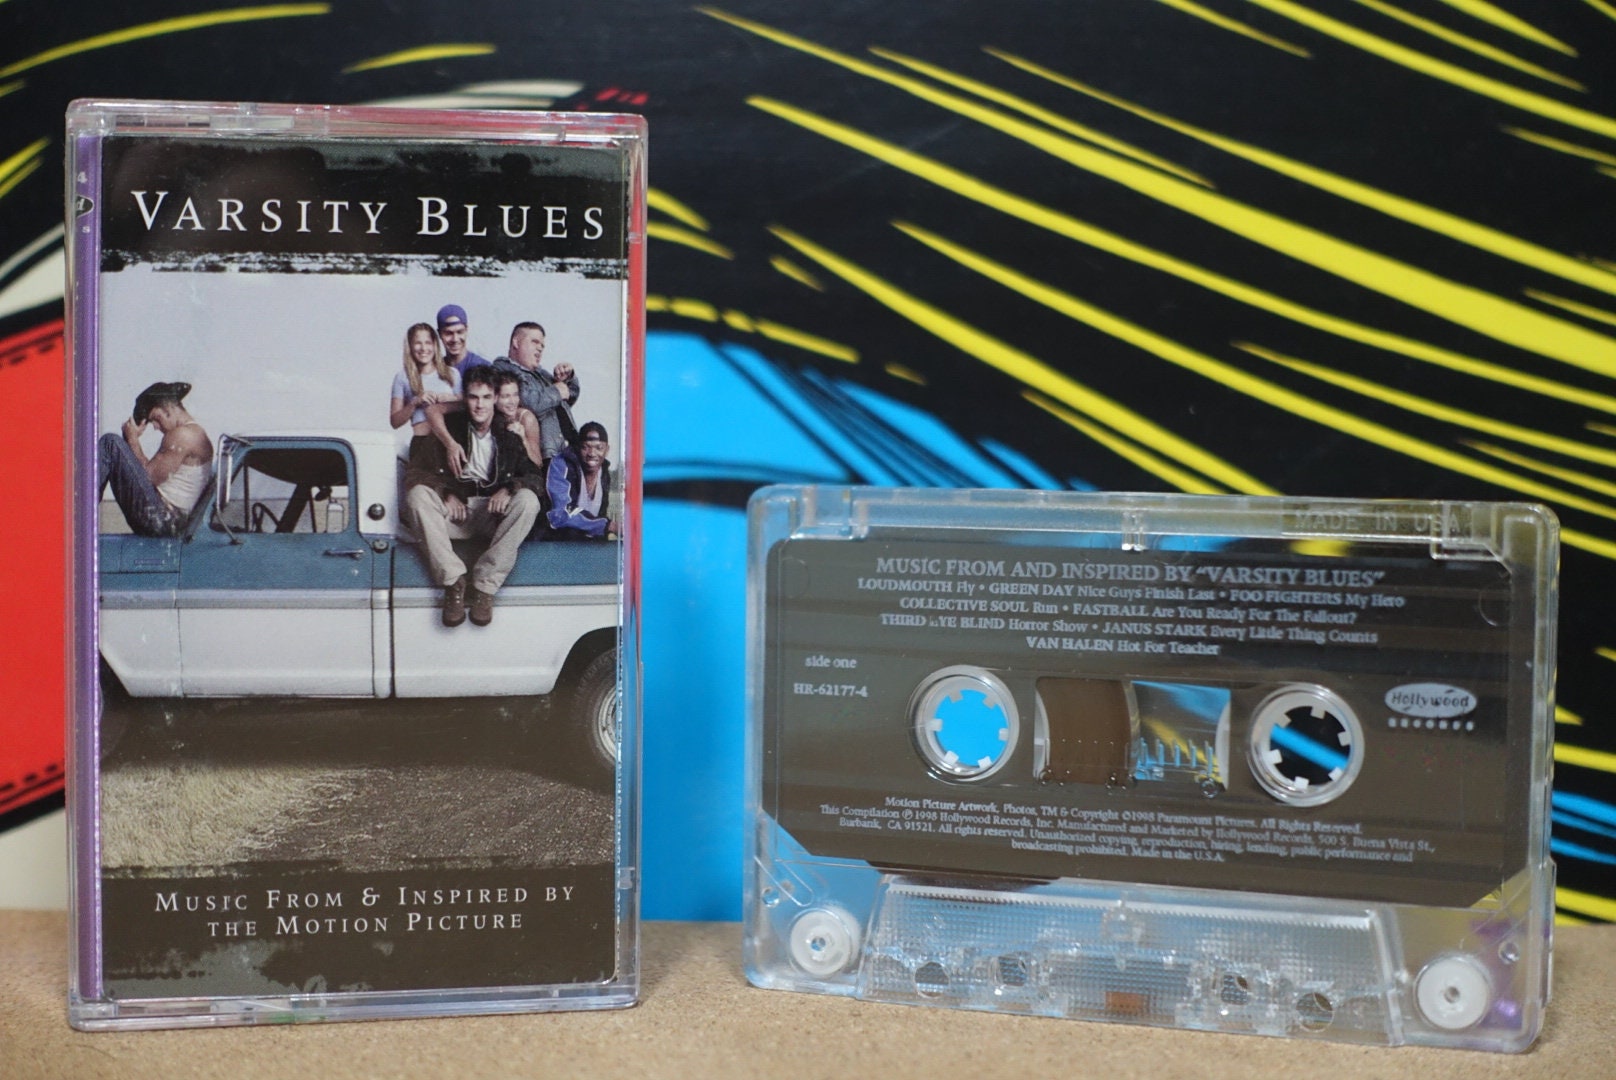 VARSITY BLUES
MUSIC FROM & INSPIRED BY
THE MOTION PICTURE
MADE IN USA
MUSIC FROM AND INSPIRED BY "VARSITY BLUES"
LOUDMOUTH Fly • GREEN DAY Nice Guys Finish Last • FOO FIGHTERS My Hero
COLLECTIVE SOUL Run • FASTBALL Are You Ready For The Fallout?
THIRD EYE BLIND Horror Show • JANUS STARK Every Little Thing Counts
VAN HALEN Hot For Teacher
side one
HR-62177-4
Hollywood
RECORDS
Motion Picture Artwork, Photos, TM & Copyright ©1998 Paramount Pictures. All Rights Reserved.
This Compilation ℗ 1998 Hollywood Records, Inc. Manufactured and Marketed by Hollywood Records, 500 S. Buena Vista St.,
Burbank, CA 91521. All rights reserved. Unauthorized copying, reproduction, hiring, lending, public performance and
broadcasting prohibited. Made in the U.S.A.